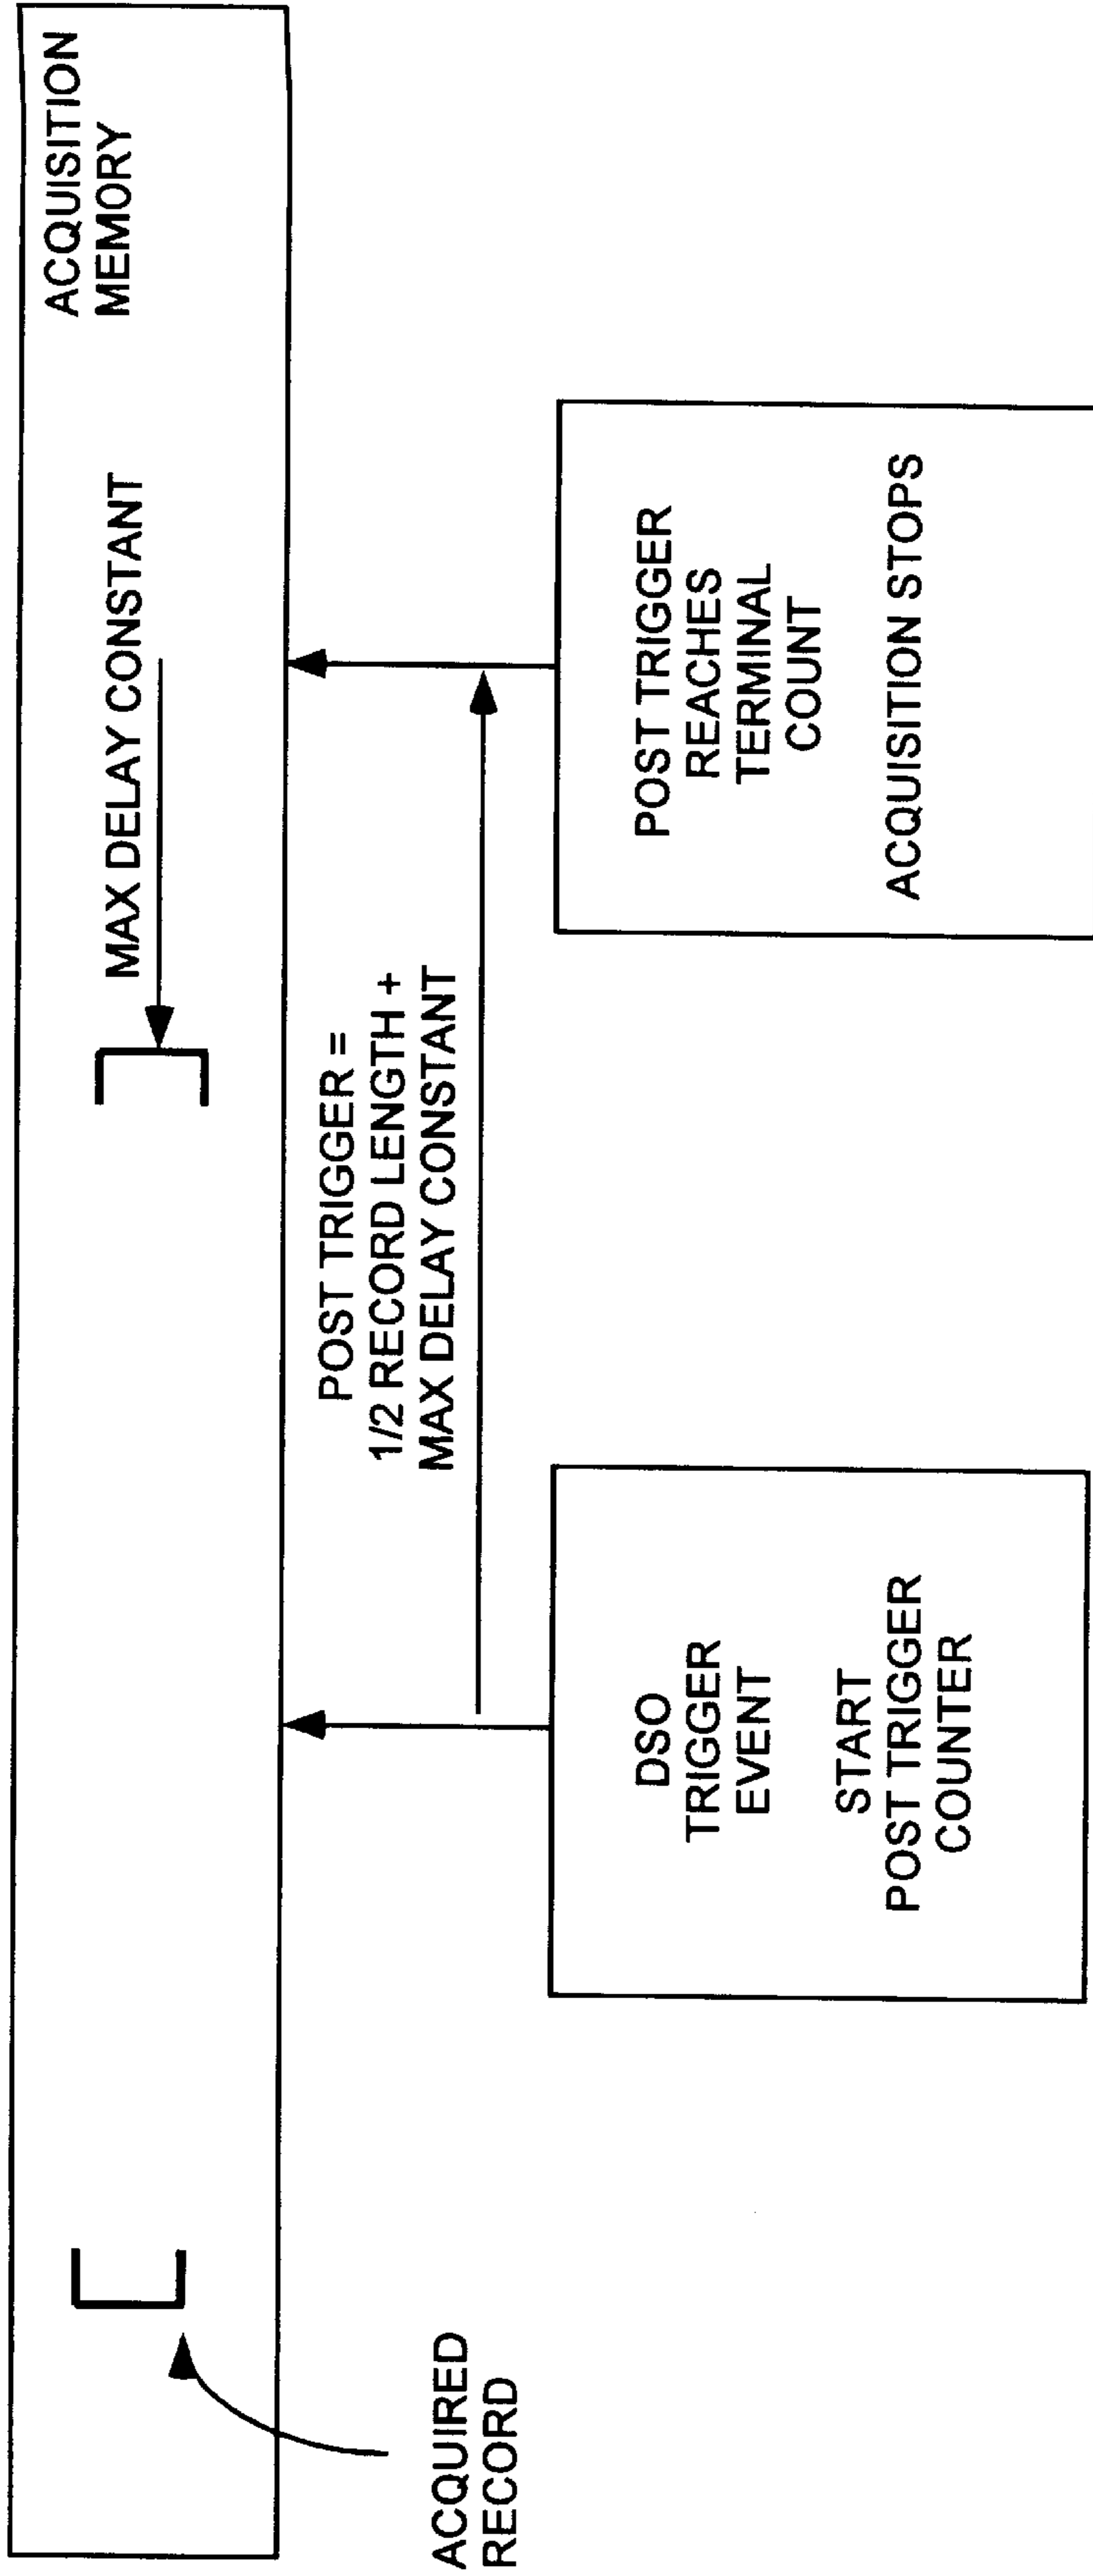 ACQUISITION
MEMORY
MAX DELAY CONSTANT
POST TRIGGER =
1/2 RECORD LENGTH +
MAX DELAY CONSTANT
ACQUIRED
RECORD
DSO
TRIGGER
EVENT
START
POST TRIGGER
COUNTER
POST TRIGGER
REACHES
TERMINAL
COUNT
ACQUISITION STOPS